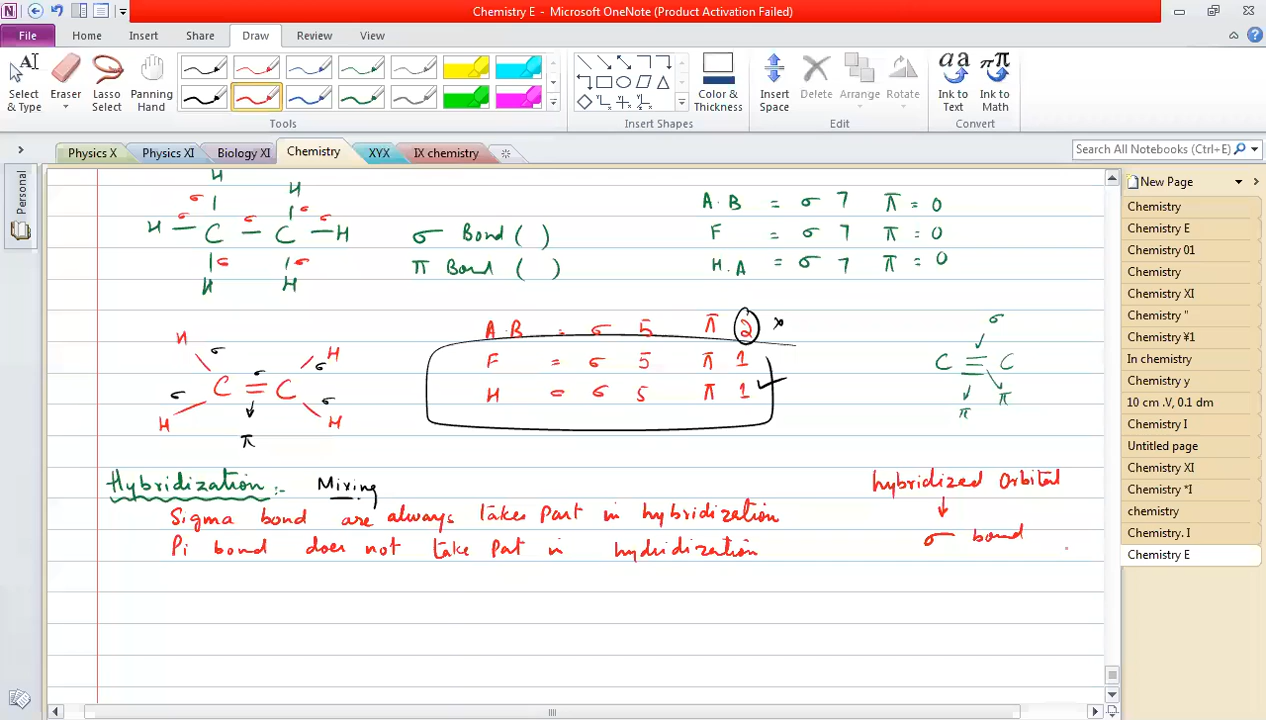 Chemistry E - Microsoft OneNote (Product Activation Failed)
File Home Insert Share Draw Review View
Select & Type
Eraser
Lasso Select
Panning Hand
Color & Thickness
Insert Space
Delete
Arrange
Rotate
Ink to Text
Ink to Math
Tools
Insert Shapes
Edit
Convert
Physics X Physics XI Biology XI Chemistry XYX IX chemistry
Search All Notebooks (Ctrl+E)
Personal
New Page
Chemistry
Chemistry E
Chemistry 01
Chemistry
Chemistry XI
Chemistry "
Chemistry ¥1
In chemistry
Chemistry y
10 cm .V, 0.1 dm
Chemistry I
Untitled page
Chemistry XI
Chemistry *I
chemistry
Chemistry. I
Chemistry E
H H
σ σ
H σ — C σ — C σ — H
σ σ
H H
σ Bond ( )
π Bond ( )
A.B = σ 7 π = 0
F = σ 7 π = 0
H.A = σ 7 π = 0
H σ H
σ C σ = C σ
H π H σ
A.B = σ 5 π 2 ×
F = σ 5 π 1
H = σ 5 π 1 ✓
σ
C ≡ C
π π
Hybridization :- Mixing
Sigma bond are always takes Part in hybridization
Pi bond does not take Part in hydridization
hybridized Orbital
↓
σ bond